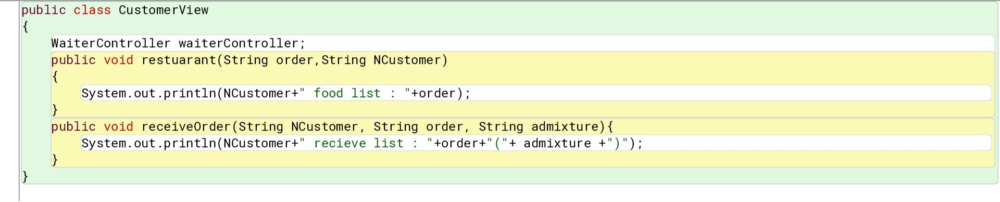 public class CustomerView
{
    WaiterController waiterController;
    public void restuarant(String order,String NCustomer)
    {
        System.out.println(NCustomer+" food list : "+order);
    }
    public void receiveOrder(String NCustomer, String order, String admixture){
        System.out.println(NCustomer+" recieve list : "+order+"("+ admixture +")");
    }
}